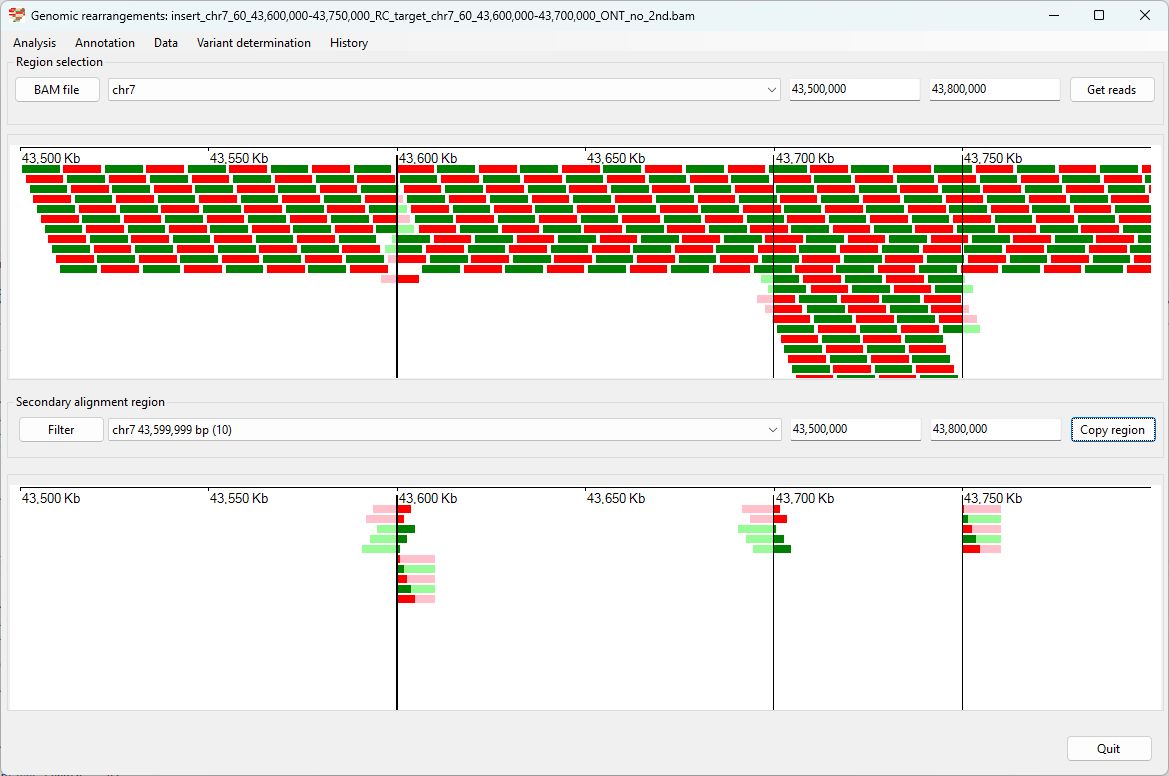 Genomic rearrangements: insert_chr7_60_43,600,000-43,750,000_RC_target_chr7_60_43,600,000-43,700,000_ONT_no_2nd.bam
Analysis Annotation Data Variant determination History
Region selection
BAM file chr7 43,500,000 43,800,000 Get reads
43,500 Kb 43,550 Kb 43,600 Kb 43,650 Kb 43,700 Kb 43,750 Kb
Secondary alignment region
Filter chr7 43,599,999 bp (10) 43,500,000 43,800,000 Copy region
43,500 Kb 43,550 Kb 43,600 Kb 43,650 Kb 43,700 Kb 43,750 Kb
Quit